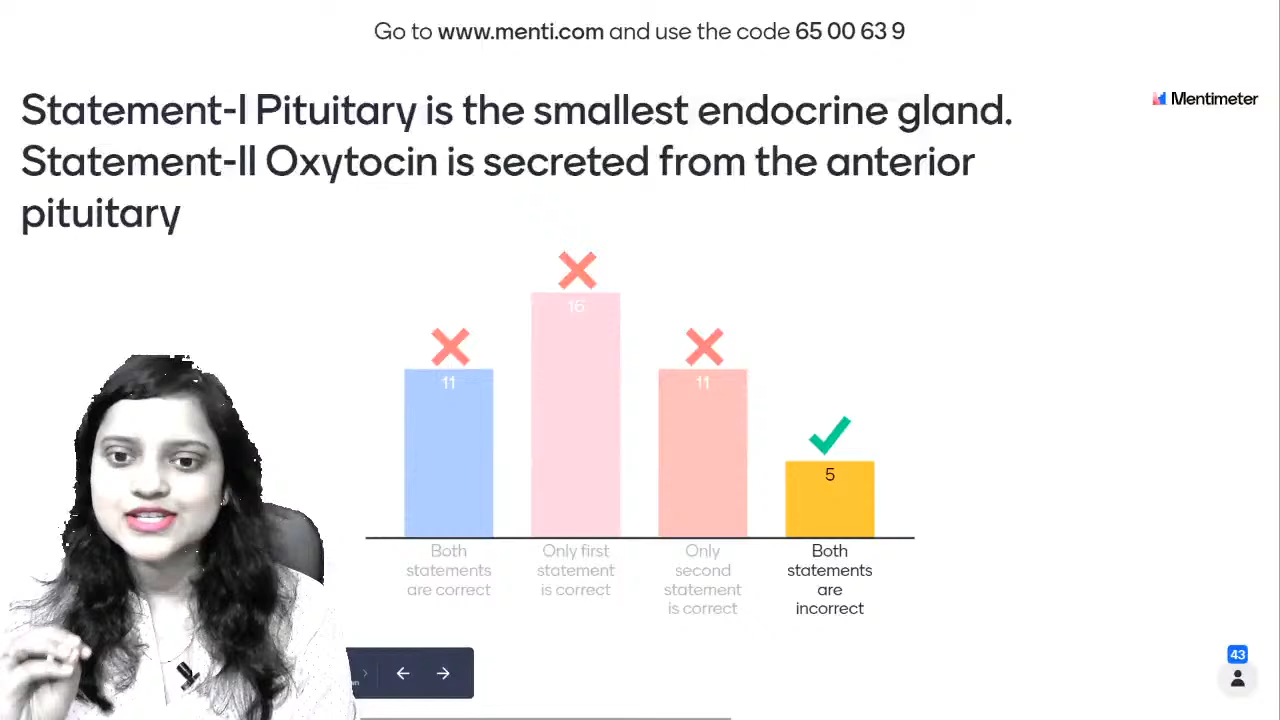 Go to www.menti.com and use the code 65 00 63 9
Mentimeter
Statement-I Pituitary is the smallest endocrine gland.
Statement-II Oxytocin is secreted from the anterior
pituitary
16
11
11
5
Both
statements
are correct
Only first
statement
is correct
Only
second
statement
is correct
Both
statements
are
incorrect
43